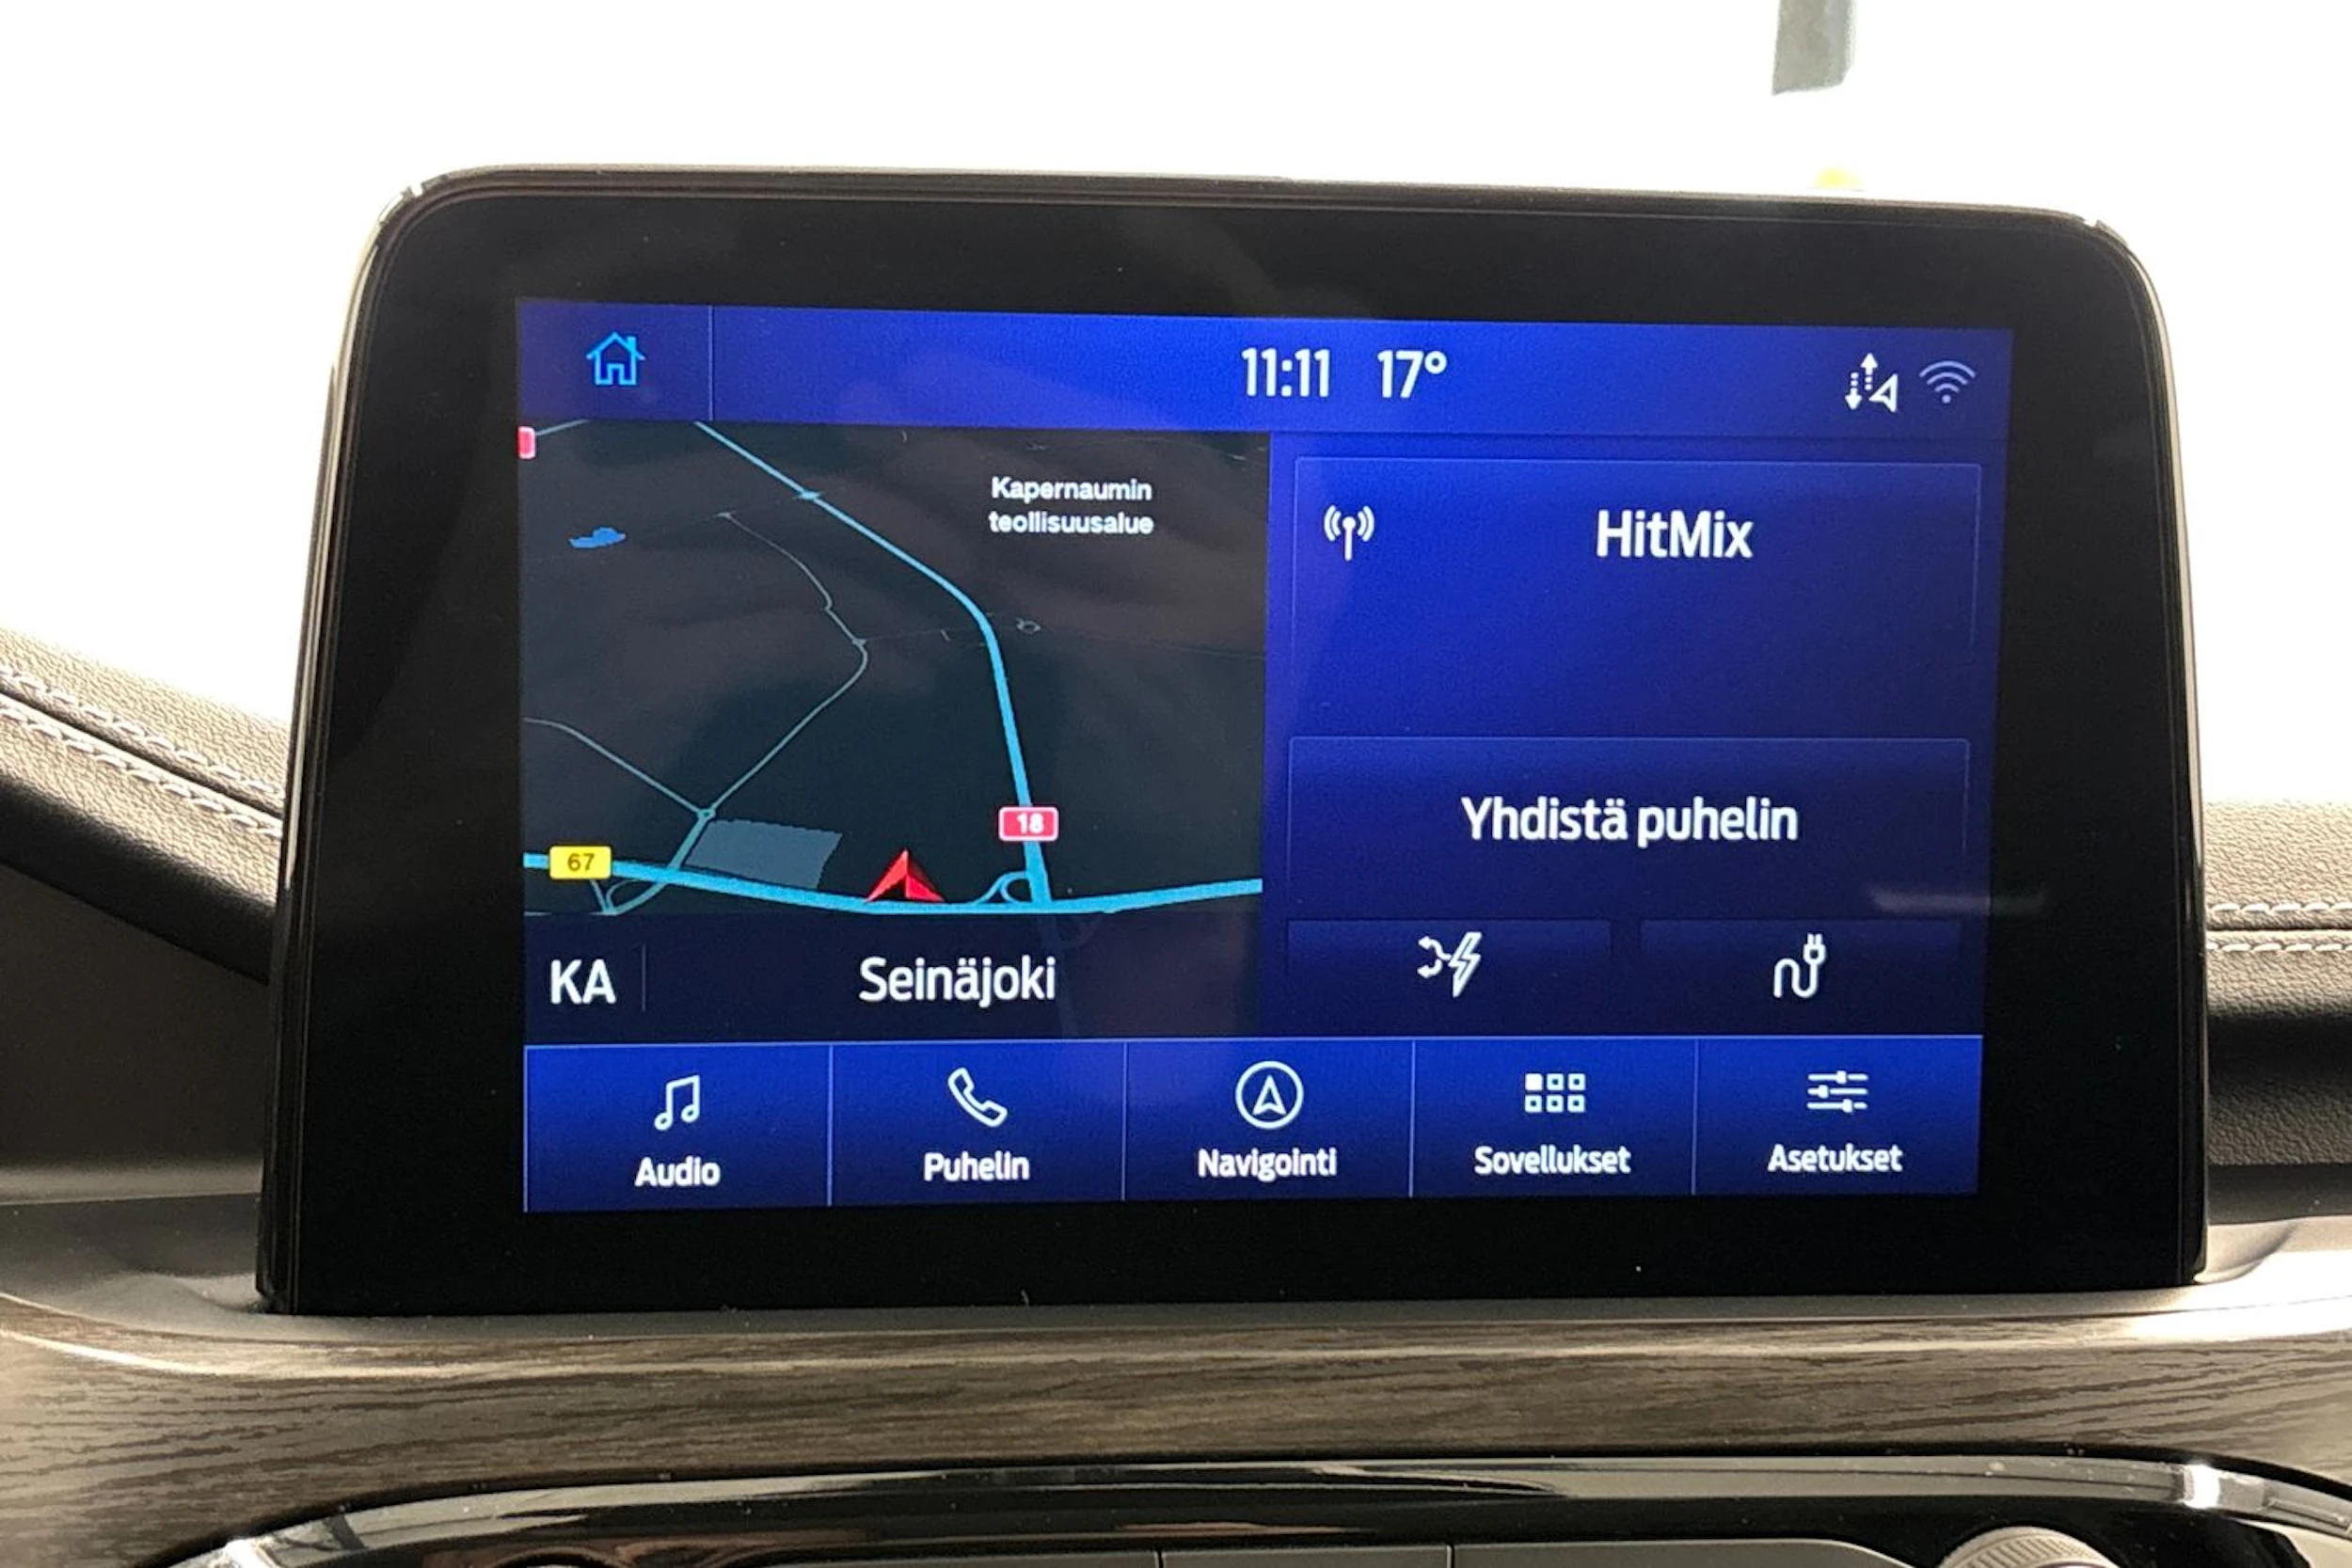 11:11 17°
Kapernaumin
teollisuusalue
HitMix
18
67
Yhdistä puhelin
KA
Seinäjoki
Audio
Puhelin
Navigointi
Sovellukset
Asetukset